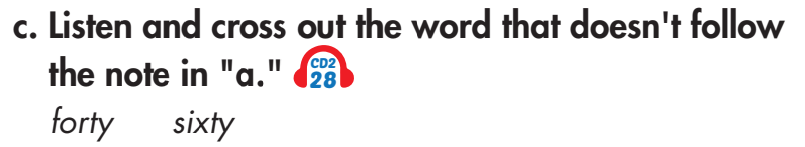 c. Listen and cross out the word that doesn't follow
the note in "a." CD2 28
forty sixty